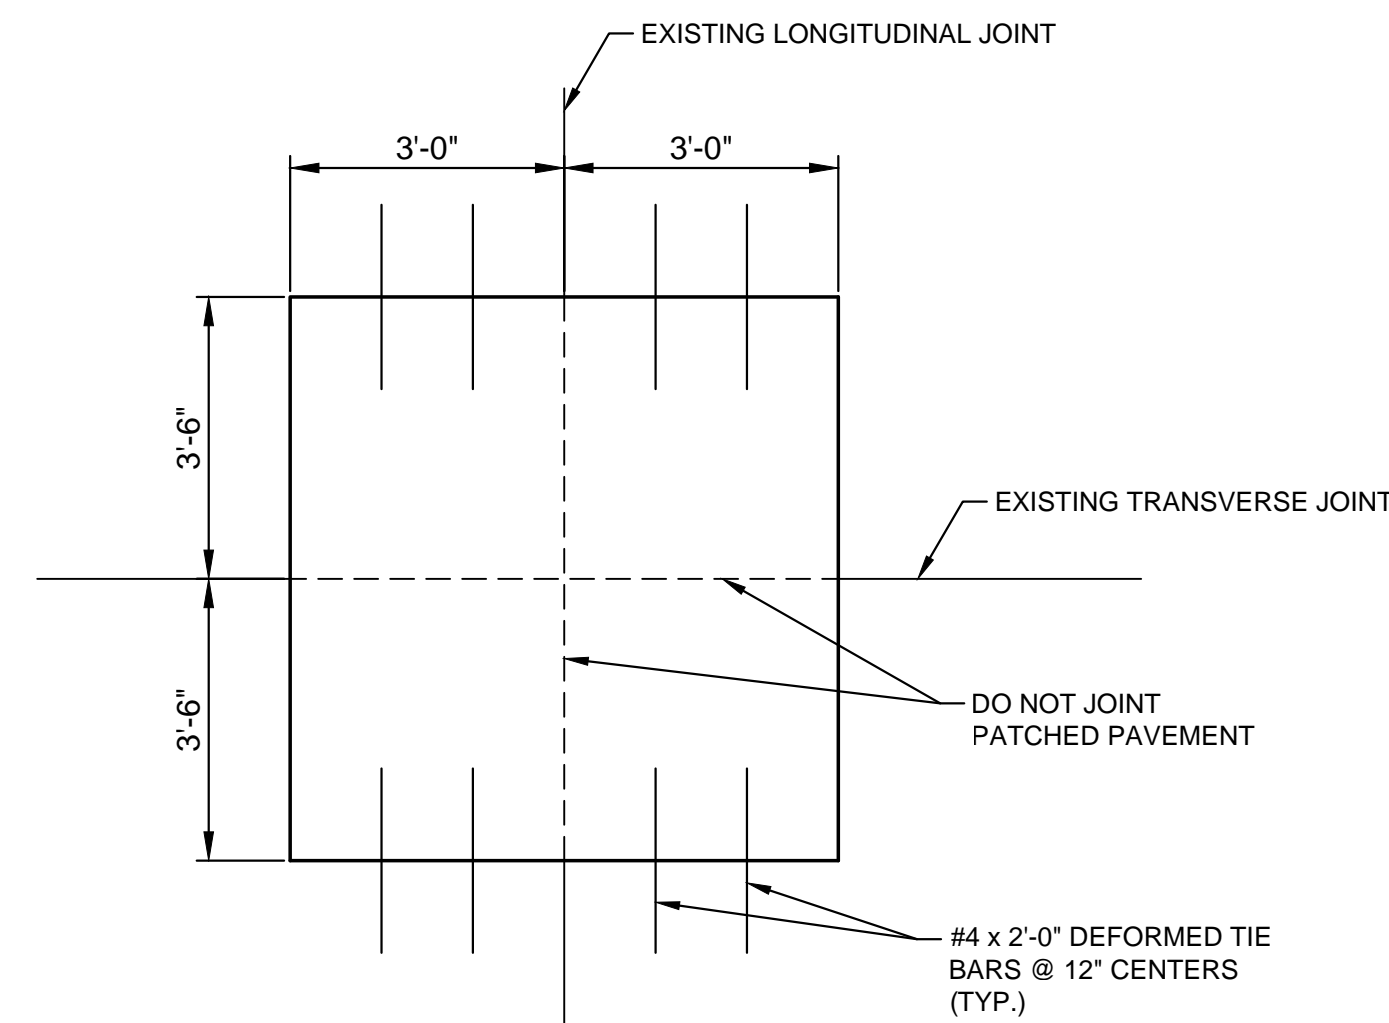 EXISTING LONGITUDINAL JOINT
3'-0"
3'-0"
3'-6"
EXISTING TRANSVERSE JOINT
3'-6"
DO NOT JOINT
PATCHED PAVEMENT
#4 x 2'-0" DEFORMED TIE
BARS @ 12" CENTERS
(TYP.)